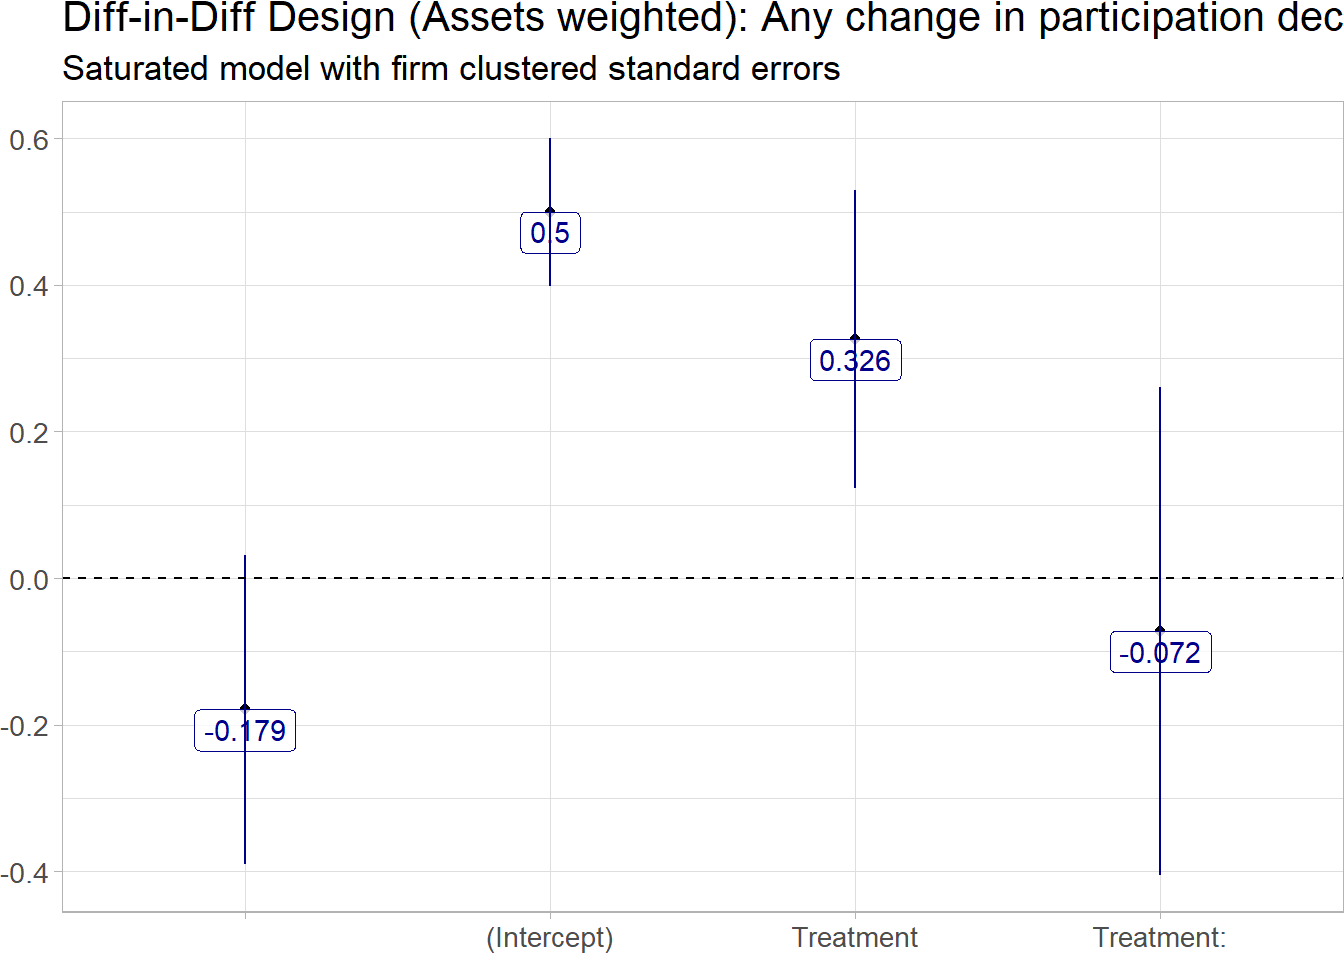 Diff-in-Diff Design (Assets weighted): Any change in participation dec
Saturated model with firm clustered standard errors
0.6
0.4
0.2
0.0
-0.2
-0.4
0.5
0.326
-0.072
-0.179
(Intercept)
Treatment
Treatment: